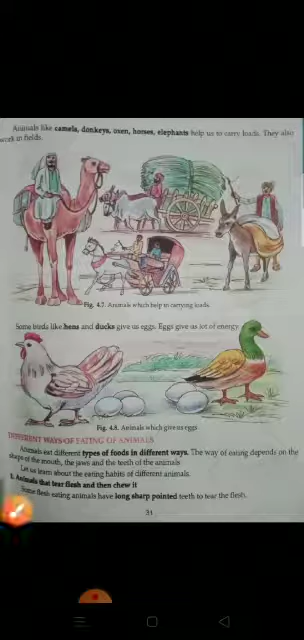 Animals like camels, donkeys, oxen, horses, elephants help us to carry loads. They also
work in fields.
Fig. 4.7. Animals which help in carrying loads
Some birds like hens and ducks give us eggs. Eggs give us lot of energy.
Fig. 4.8. Animals which give us eggs
DIFFERENT WAYS OF EATING OF ANIMALS
Animals eat different types of foods in different ways. The way of eating depends on the
shape of the mouth, the jaws and the teeth of the animals.
Let us learn about the eating habits of different animals.
1. Animals that tear flesh and then chew it
Some flesh eating animals have long sharp pointed teeth to tear the flesh.
31